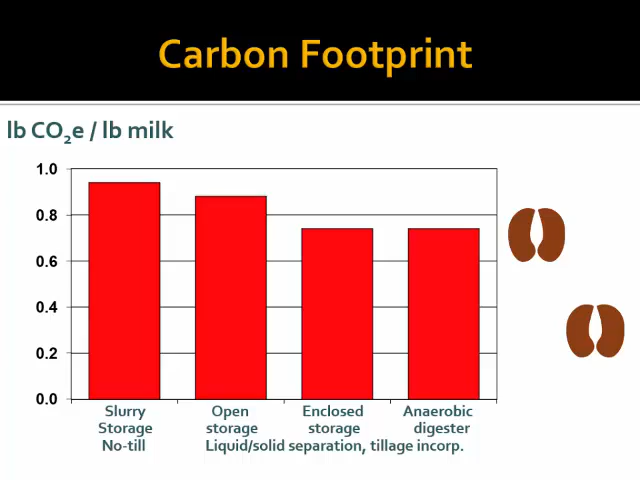 Carbon Footprint
lb CO₂e / lb milk
1.0
0.8
0.6
0.4
0.2
0.0
Slurry Storage No-till
Open storage
Enclosed storage
Anaerobic digester
Liquid/solid separation, tillage incorp.